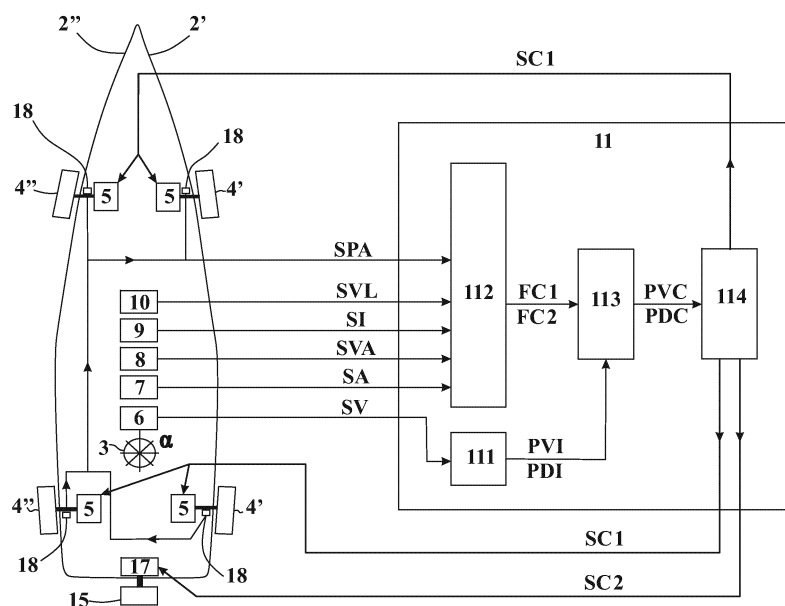 2” 2’
SC1
18
18
11
4”
5
5
4’
SPA
112
10
SVL
FC1
FC2
113
PVC
PDC
114
9
SI
8
SVA
7
SA
6
SV
3
α
111
PVI
PDI
4”
5
5
4’
18
18
SC1
17
SC2
15